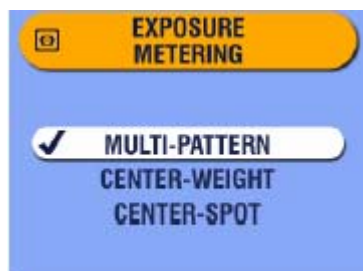 EXPOSURE
METERING
MULTI-PATTERN
CENTER-WEIGHT
CENTER-SPOT